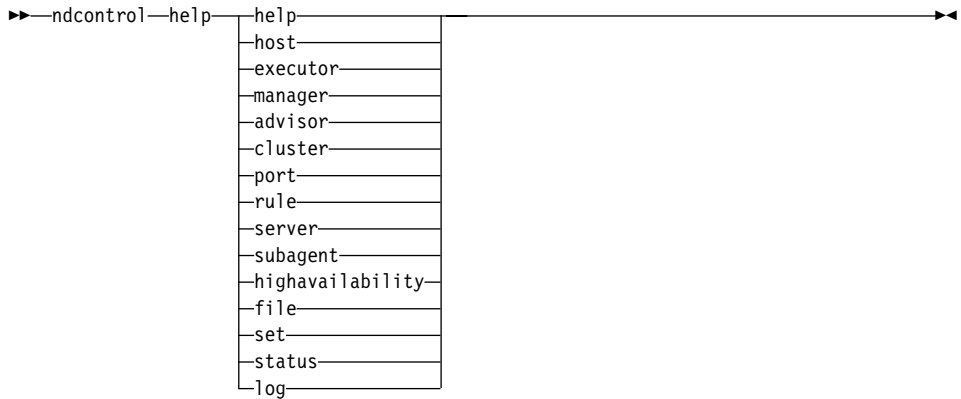 ndcontrol help help
host
executor
manager
advisor
cluster
port
rule
server
subagent
highavailability
file
set
status
log